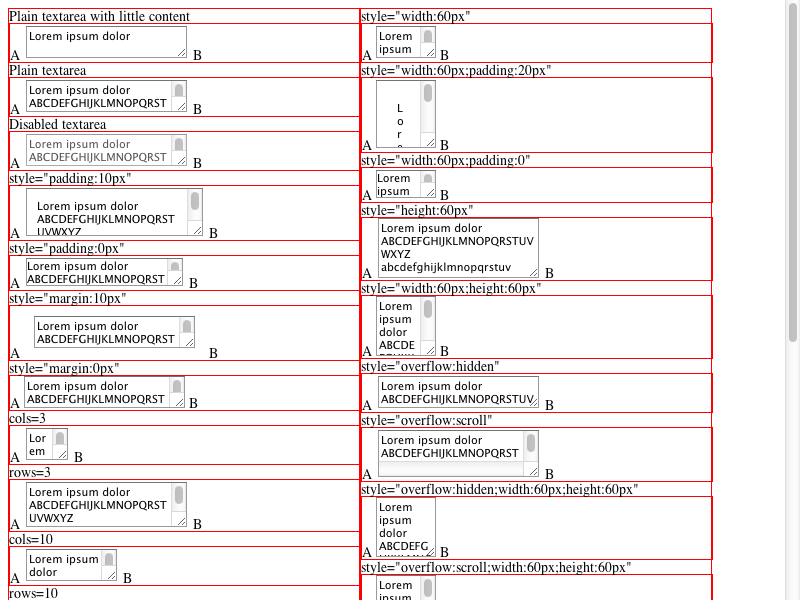 Plain textarea with little content
Lorem ipsum dolor
A B
Plain textarea
Lorem ipsum dolor
ABCDEFGHIJKLMNOPQRST
A B
Disabled textarea
Lorem ipsum dolor
ABCDEFGHIJKLMNOPQRST
A B
style="padding:10px"
Lorem ipsum dolor
ABCDEFGHIJKLMNOPQRST
UVWXYZ
A B
style="padding:0px"
Lorem ipsum dolor
ABCDEFGHIJKLMNOPQRST
A B
style="margin:10px"
Lorem ipsum dolor
ABCDEFGHIJKLMNOPQRST
A B
style="margin:0px"
Lorem ipsum dolor
ABCDEFGHIJKLMNOPQRST
A B
cols=3
Lor
em
A B
rows=3
Lorem ipsum dolor
ABCDEFGHIJKLMNOPQRST
UVWXYZ
A B
cols=10
Lorem ipsum
dolor
A B
rows=10
style="width:60px"
Lorem
ipsum
A B
style="width:60px;padding:20px"
L
o
r
A B
style="width:60px;padding:0"
Lorem
ipsum
A B
style="height:60px"
Lorem ipsum dolor
ABCDEFGHIJKLMNOPQRSTUV
WXYZ
abcdefghijklmnopqrstuv
A B
style="width:60px;height:60px"
Lorem
ipsum
dolor
ABCDE
A B
style="overflow:hidden"
Lorem ipsum dolor
ABCDEFGHIJKLMNOPQRSTUV
A B
style="overflow:scroll"
Lorem ipsum dolor
ABCDEFGHIJKLMNOPQRST
A B
style="overflow:hidden;width:60px;height:60px"
Lorem
ipsum
dolor
ABCDEFG
A B
style="overflow:scroll;width:60px;height:60px"
Lorem
ipsum